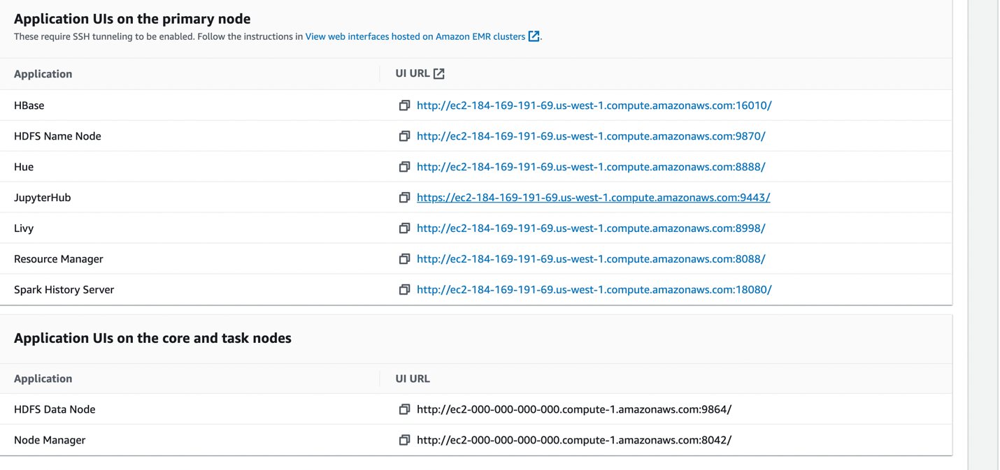 Application UIs on the primary node
These require SSH tunneling to be enabled. Follow the instructions in View web interfaces hosted on Amazon EMR clusters.
Application UI URL
HBase http://ec2-184-169-191-69.us-west-1.compute.amazonaws.com:16010/
HDFS Name Node http://ec2-184-169-191-69.us-west-1.compute.amazonaws.com:9870/
Hue http://ec2-184-169-191-69.us-west-1.compute.amazonaws.com:8888/
JupyterHub https://ec2-184-169-191-69.us-west-1.compute.amazonaws.com:9443/
Livy http://ec2-184-169-191-69.us-west-1.compute.amazonaws.com:8998/
Resource Manager http://ec2-184-169-191-69.us-west-1.compute.amazonaws.com:8088/
Spark History Server http://ec2-184-169-191-69.us-west-1.compute.amazonaws.com:18080/
Application UIs on the core and task nodes
Application UI URL
HDFS Data Node http://ec2-000-000-000-000.compute-1.amazonaws.com:9864/
Node Manager http://ec2-000-000-000-000.compute-1.amazonaws.com:8042/